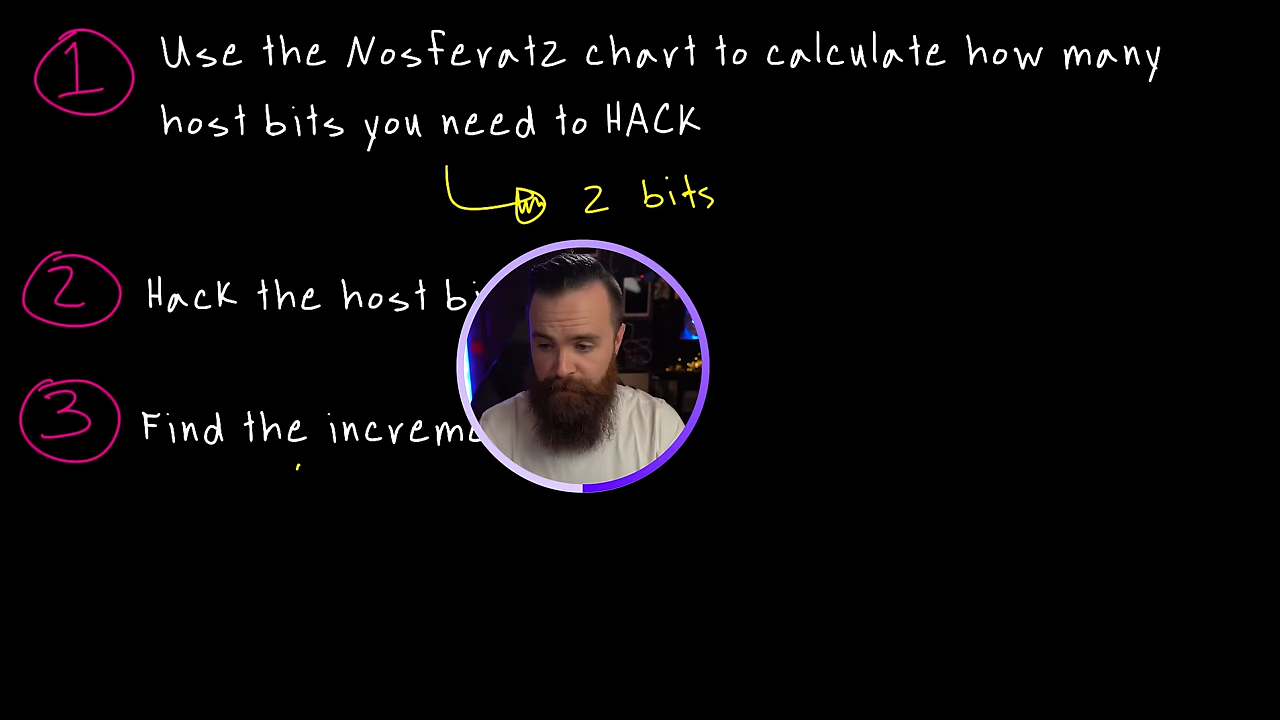 1 Use the Nosferat2 chart to calculate how many
host bits you need to HACK
2 bits
2 Hack the host
3 Find the